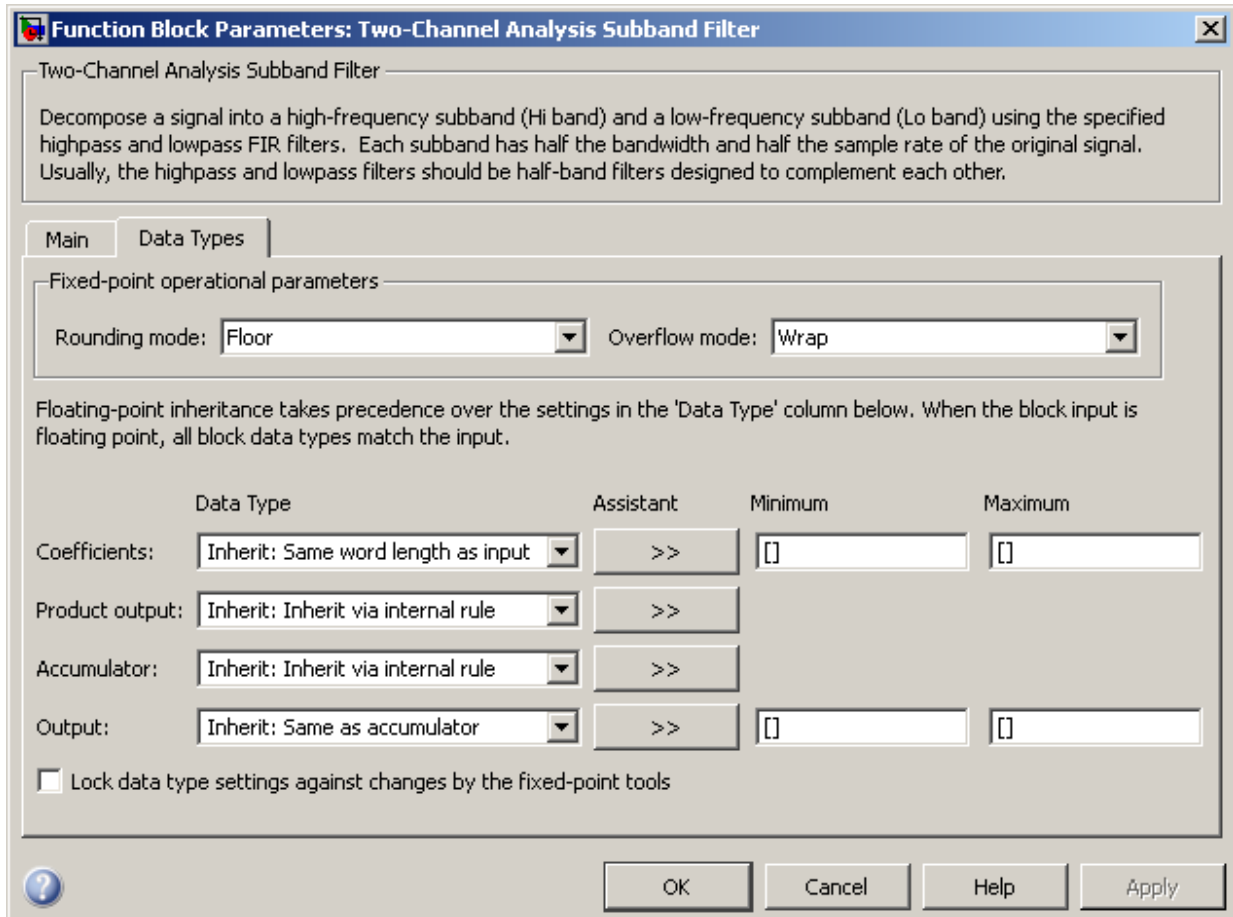 Function Block Parameters: Two-Channel Analysis Subband Filter
Two-Channel Analysis Subband Filter
Decompose a signal into a high-frequency subband (Hi band) and a low-frequency subband (Lo band) using the specified
highpass and lowpass FIR filters. Each subband has half the bandwidth and half the sample rate of the original signal.
Usually, the highpass and lowpass filters should be half-band filters designed to complement each other.
Main Data Types
Fixed-point operational parameters
Rounding mode: Floor Overflow mode: Wrap
Floating-point inheritance takes precedence over the settings in the 'Data Type' column below. When the block input is
floating point, all block data types match the input.
Data Type Assistant Minimum Maximum
Coefficients: Inherit: Same word length as input >> [] []
Product output: Inherit: Inherit via internal rule >>
Accumulator: Inherit: Inherit via internal rule >>
Output: Inherit: Same as accumulator >> [] []
Lock data type settings against changes by the fixed-point tools
? OK Cancel Help Apply